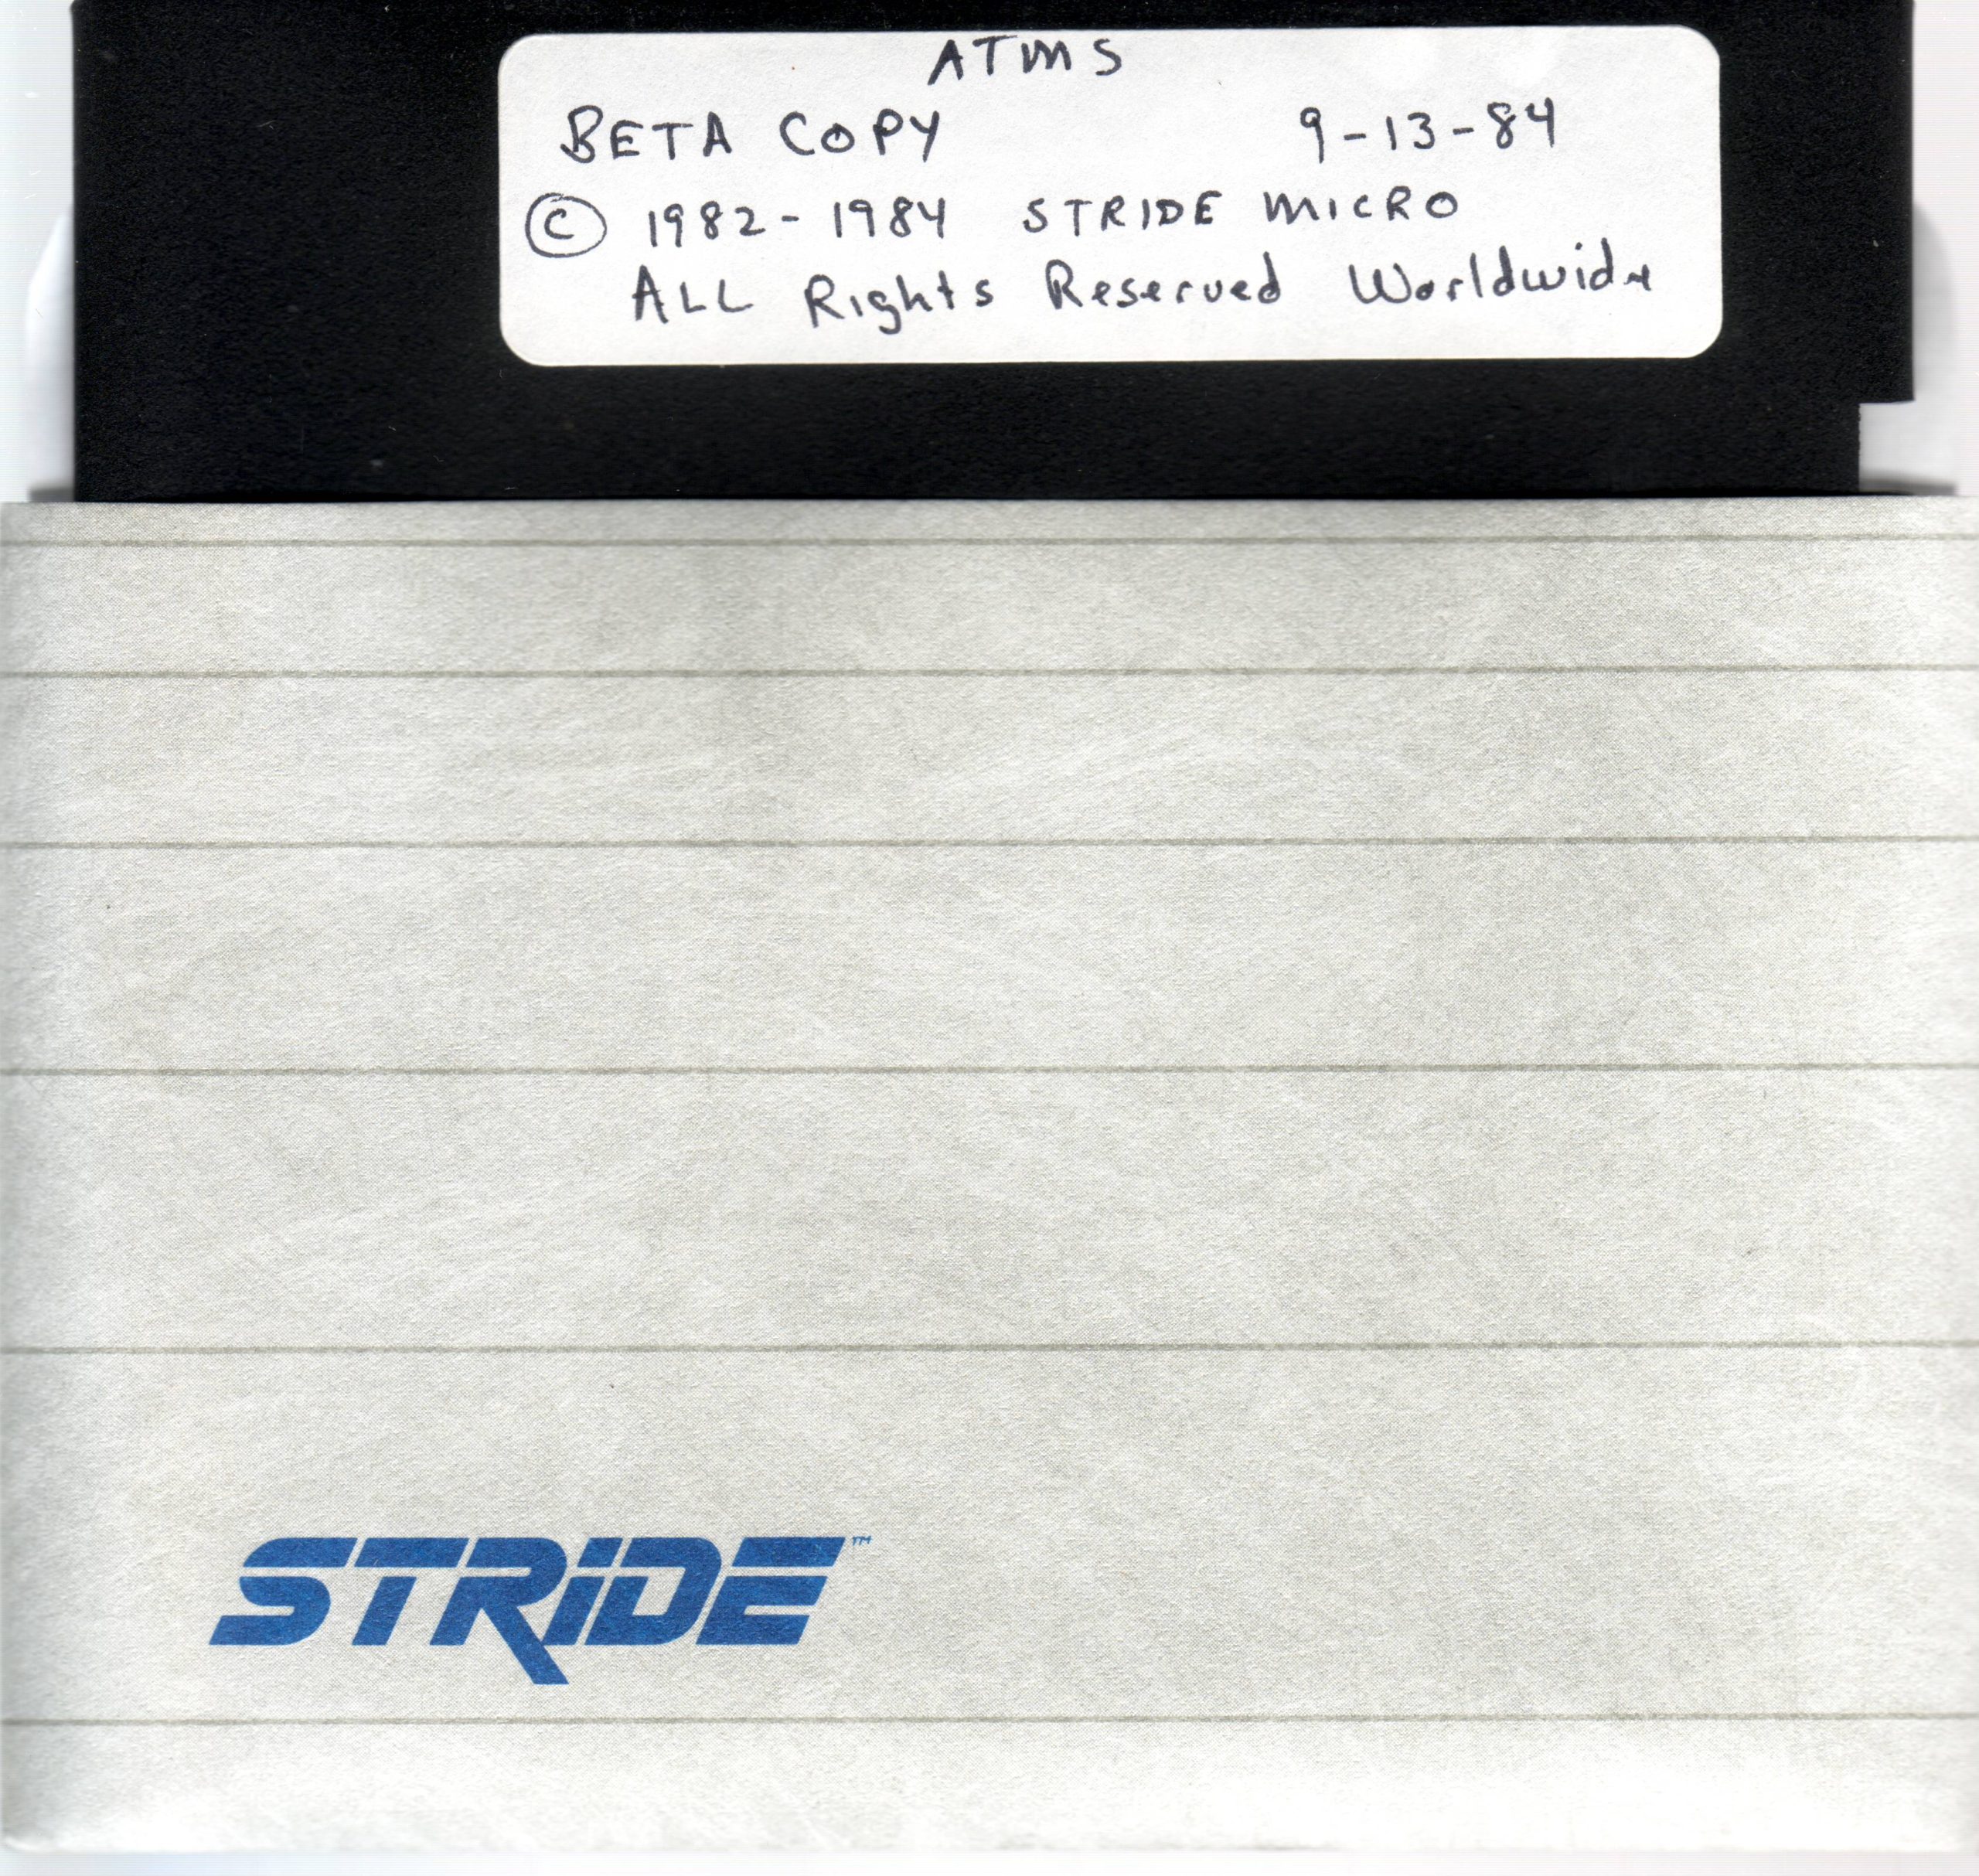 ATMS
BETA COPY 9-13-84
© 1982-1984 STRIDE MICRO
ALL Rights Reserved Worldwide
STRIDE™